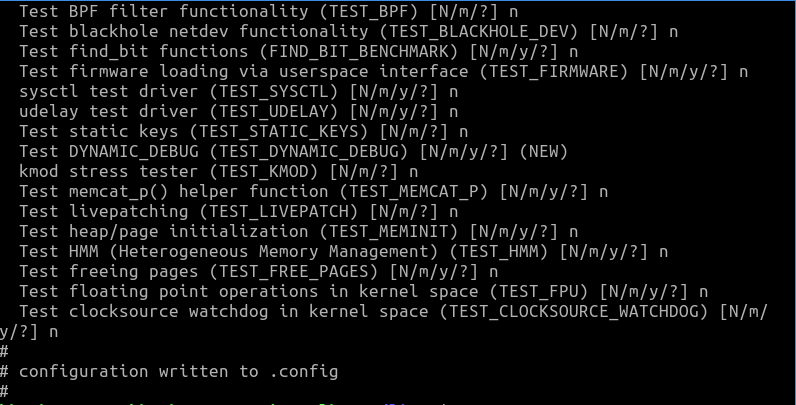 Test BPF filter functionality (TEST_BPF) [N/m/?] n
Test blackhole netdev functionality (TEST_BLACKHOLE_DEV) [N/m/?] n
Test find_bit functions (FIND_BIT_BENCHMARK) [N/m/y/?] n
Test firmware loading via userspace interface (TEST_FIRMWARE) [N/m/y/?] n
sysctl test driver (TEST_SYSCTL) [N/m/y/?] n
udelay test driver (TEST_UDELAY) [N/m/y/?] n
Test static keys (TEST_STATIC_KEYS) [N/m/?] n
Test DYNAMIC_DEBUG (TEST_DYNAMIC_DEBUG) [N/m/y/?] (NEW)
kmod stress tester (TEST_KMOD) [N/m/?] n
Test memcat_p() helper function (TEST_MEMCAT_P) [N/m/y/?] n
Test livepatching (TEST_LIVEPATCH) [N/m/?] n
Test heap/page initialization (TEST_MEMINIT) [N/m/y/?] n
Test HMM (Heterogeneous Memory Management) (TEST_HMM) [N/m/y/?] n
Test freeing pages (TEST_FREE_PAGES) [N/m/y/?] n
Test floating point operations in kernel space (TEST_FPU) [N/m/y/?] n
Test clocksource watchdog in kernel space (TEST_CLOCKSOURCE_WATCHDOG) [N/m/
y/?] n
#
# configuration written to .config
#